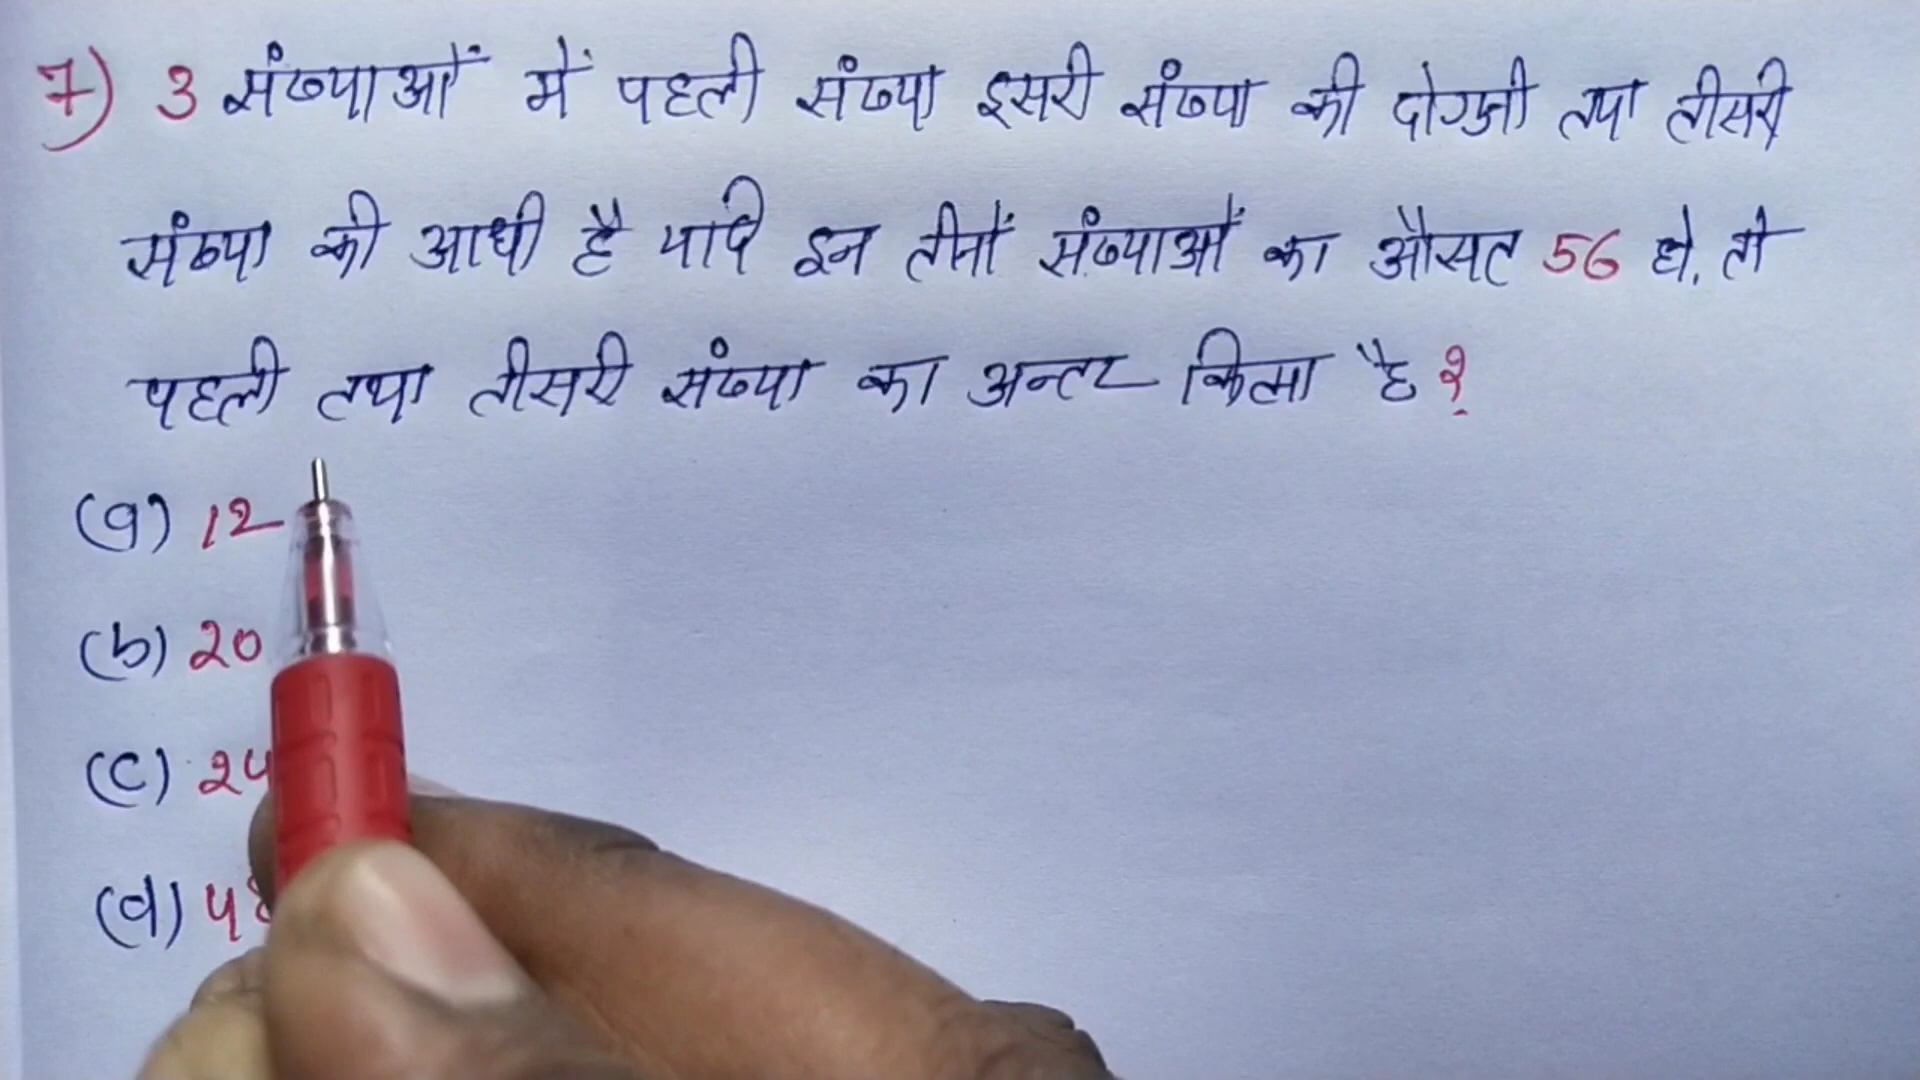 7) 3 संख्याओं में पहली संख्या दुसरी संख्या की दोगुनी तथा तीसरी
संख्या की आधी है यदि इन तीनों संख्याओं का औसत 56 हो, तो
पहली तथा तीसरी संख्या का अन्तर कितना है ?
(a) 12
(b) 20
(c) 24
(d) 48